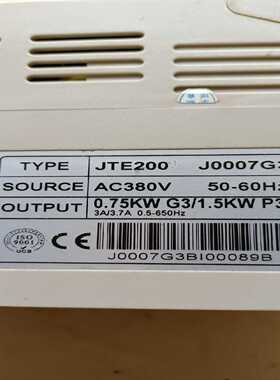 TYPE JTE200 J0007G3
SOURCE AC380V 50-60Hz
OUTPUT 0.75KW G3/1.5KW P3
3A/3.7A 0.5-650Hz
ISO
9001
UCB
CE
J0007G3BI00089B